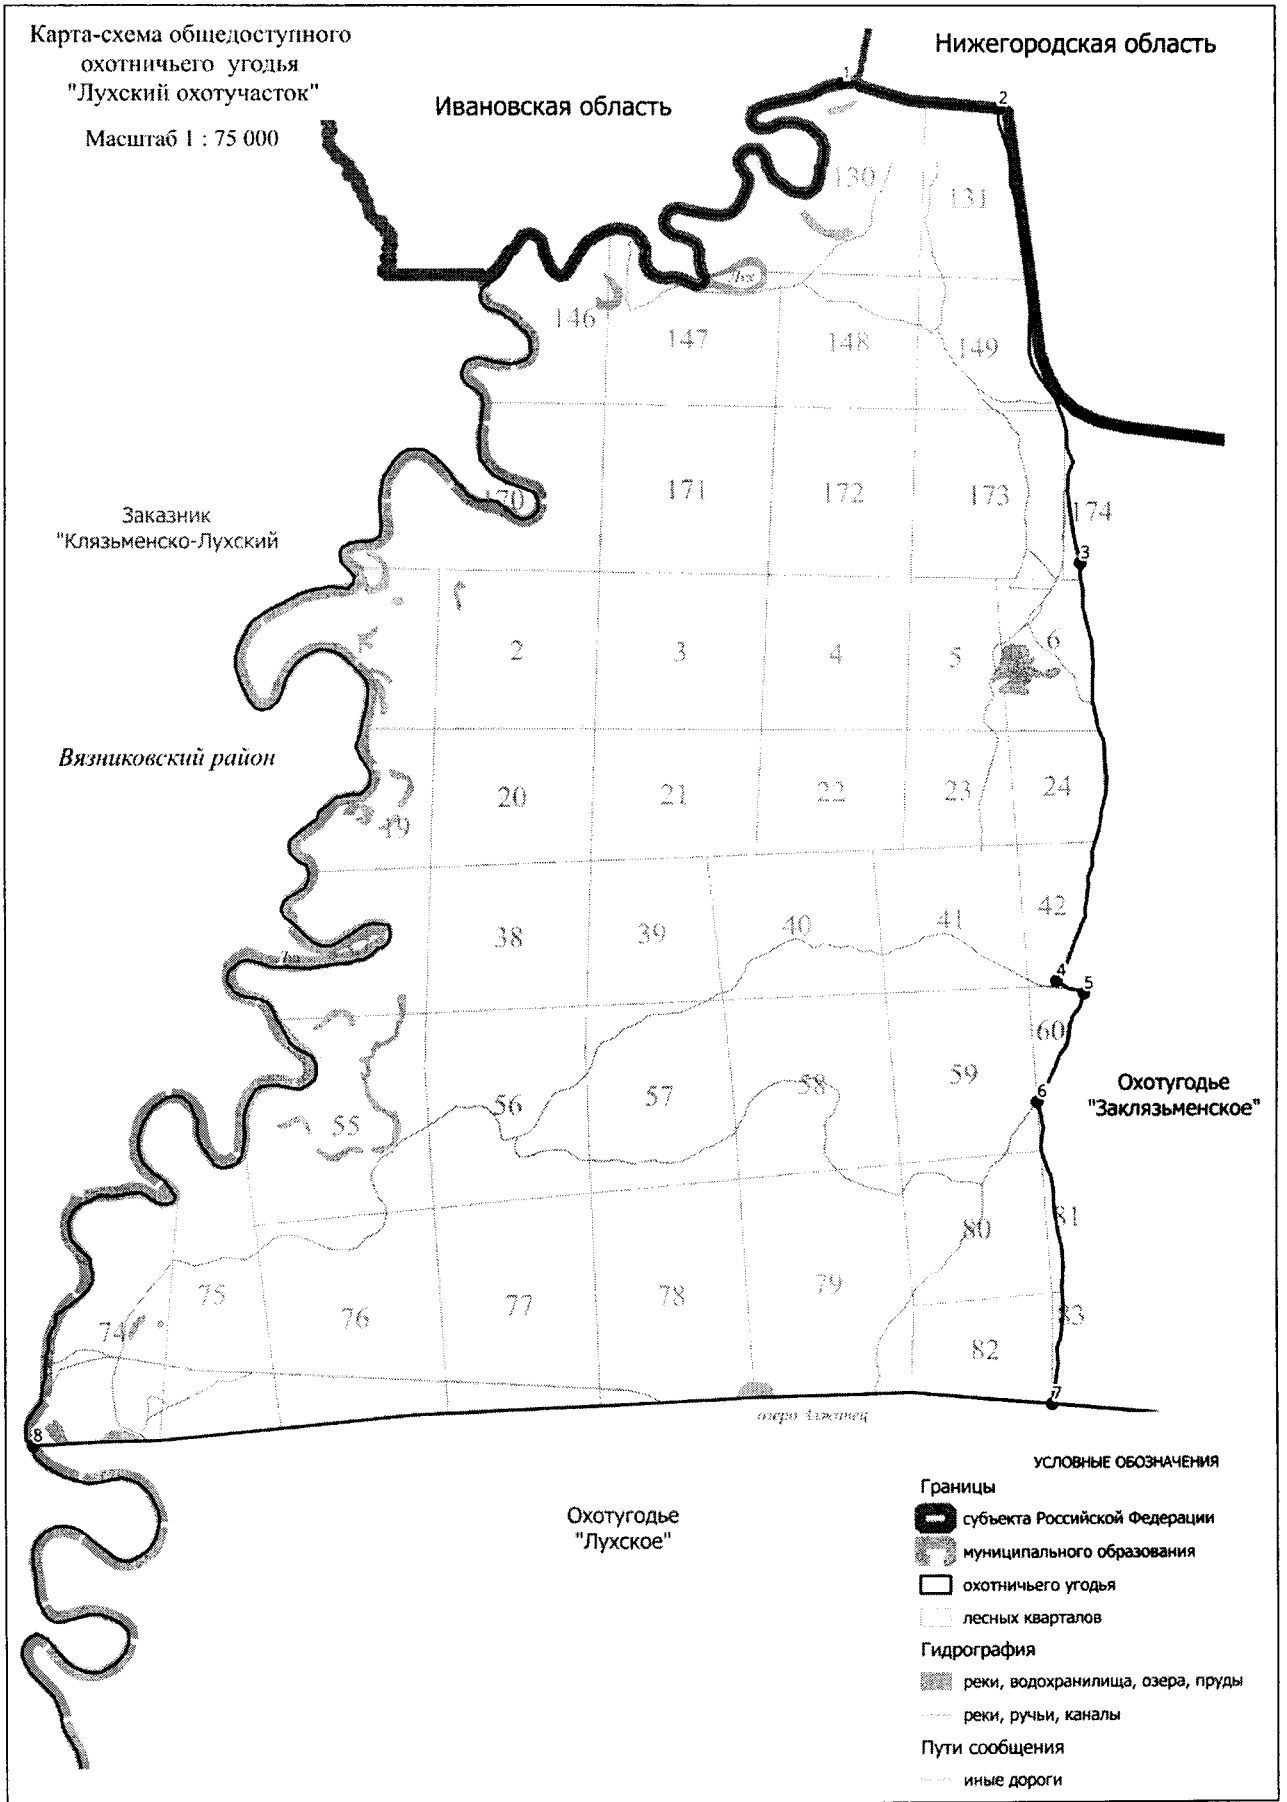 Карта-схема общедоступного
охотничьего угодья
"Лухский охотучасток"
Масштаб 1 : 75 000
Нижегородская область
Ивановская область
1
2
130
131
Лух
146
147
148
149
170
171
172
173
174
Заказник
"Клязьменско-Лухский
3
2
3
4
5
6
Вязниковский район
19
20
21
22
23
24
38
39
40
41
42
4
5
60
55
56
57
58
59
6
Охотугодье
"Заклязьменское"
80
81
74
75
76
77
78
79
82
83
7
8
озеро
Охотугодье
"Лухское"
УСЛОВНЫЕ ОБОЗНАЧЕНИЯ
Границы
субъекта Российской Федерации
муниципального образования
охотничьего угодья
лесных кварталов
Гидрография
реки, водохранилища, озера, пруды
реки, ручьи, каналы
Пути сообщения
иные дороги